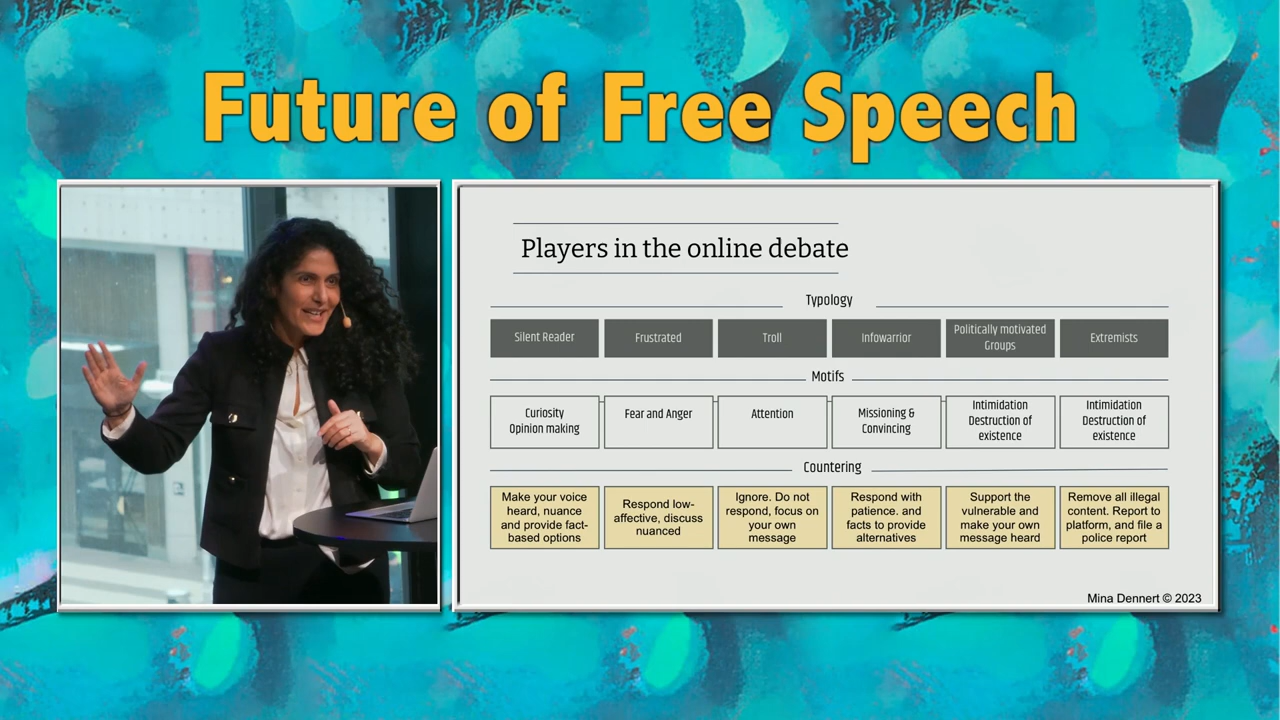 Future of Free Speech
Players in the online debate
Typology
Silent Reader
Frustrated
Troll
Infowarrior
Politically motivated
Groups
Extremists
Motifs
Curiosity
Opinion making
Fear and Anger
Attention
Missioning &
Convincing
Intimidation
Destruction of
existence
Intimidation
Destruction of
existence
Countering
Make your voice
heard, nuance
and provide fact-
based options
Respond low-
affective, discuss
nuanced
Ignore. Do not
respond, focus on
your own
message
Respond with
patience. and
facts to provide
alternatives
Support the
vulnerable and
make your own
message heard
Remove all illegal
content. Report to
platform, and file a
police report
Mina Dennert © 2023